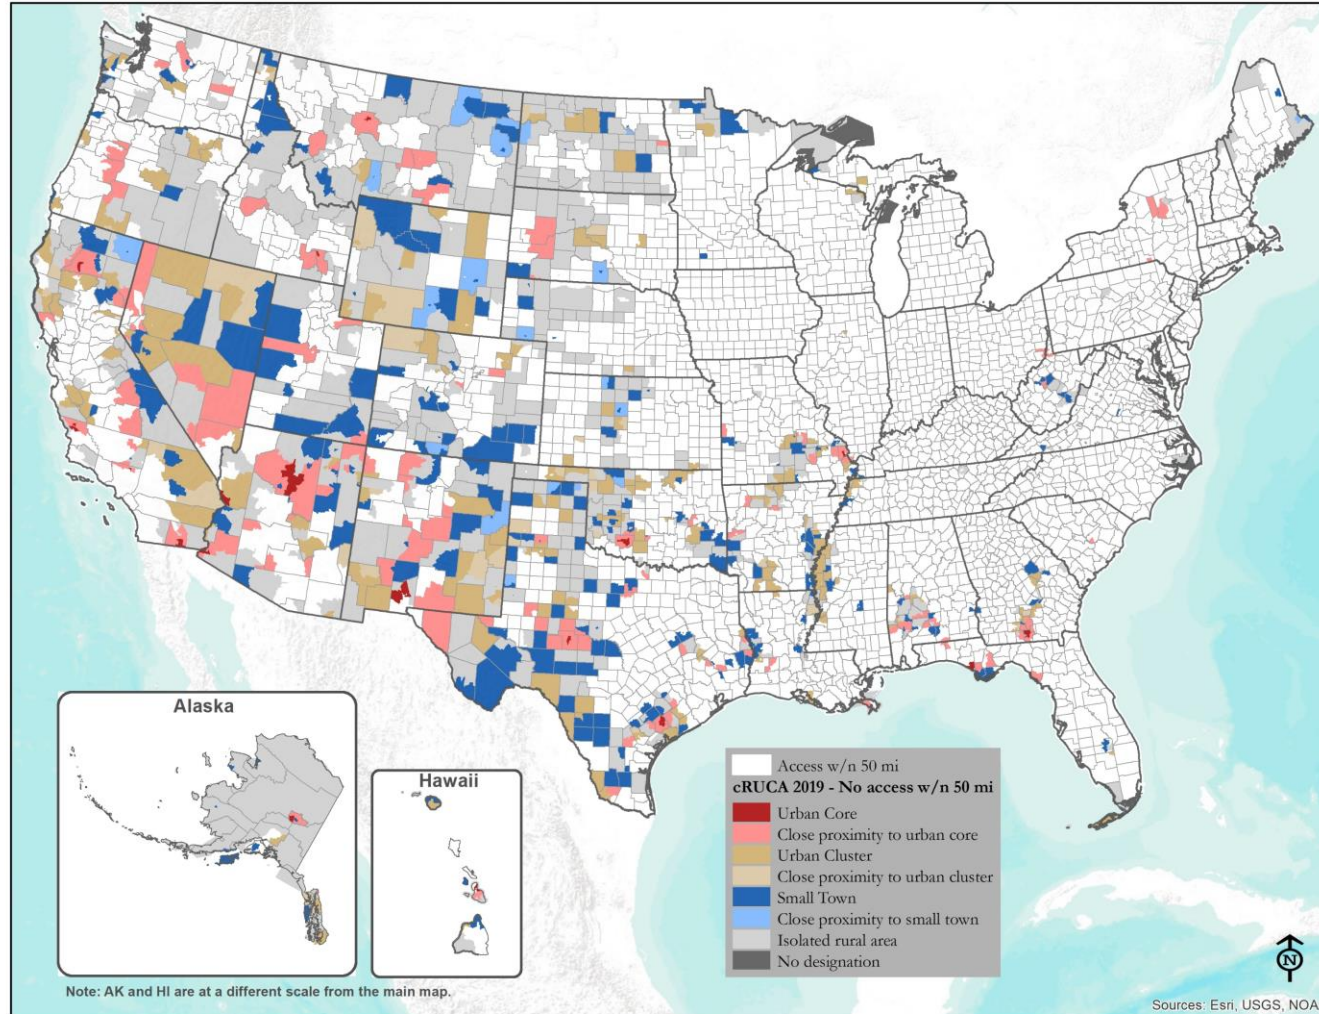 Alaska
Hawaii
Note: AK and HI are at a different scale from the main map.
Access w/n 50 mi
cRUCA 2019 - No access w/n 50 mi
Urban Core
Close proximity to urban core
Urban Cluster
Close proximity to urban cluster
Small Town
Close proximity to small town
Isolated rural area
No designation
N
Sources: Esri, USGS, NOA